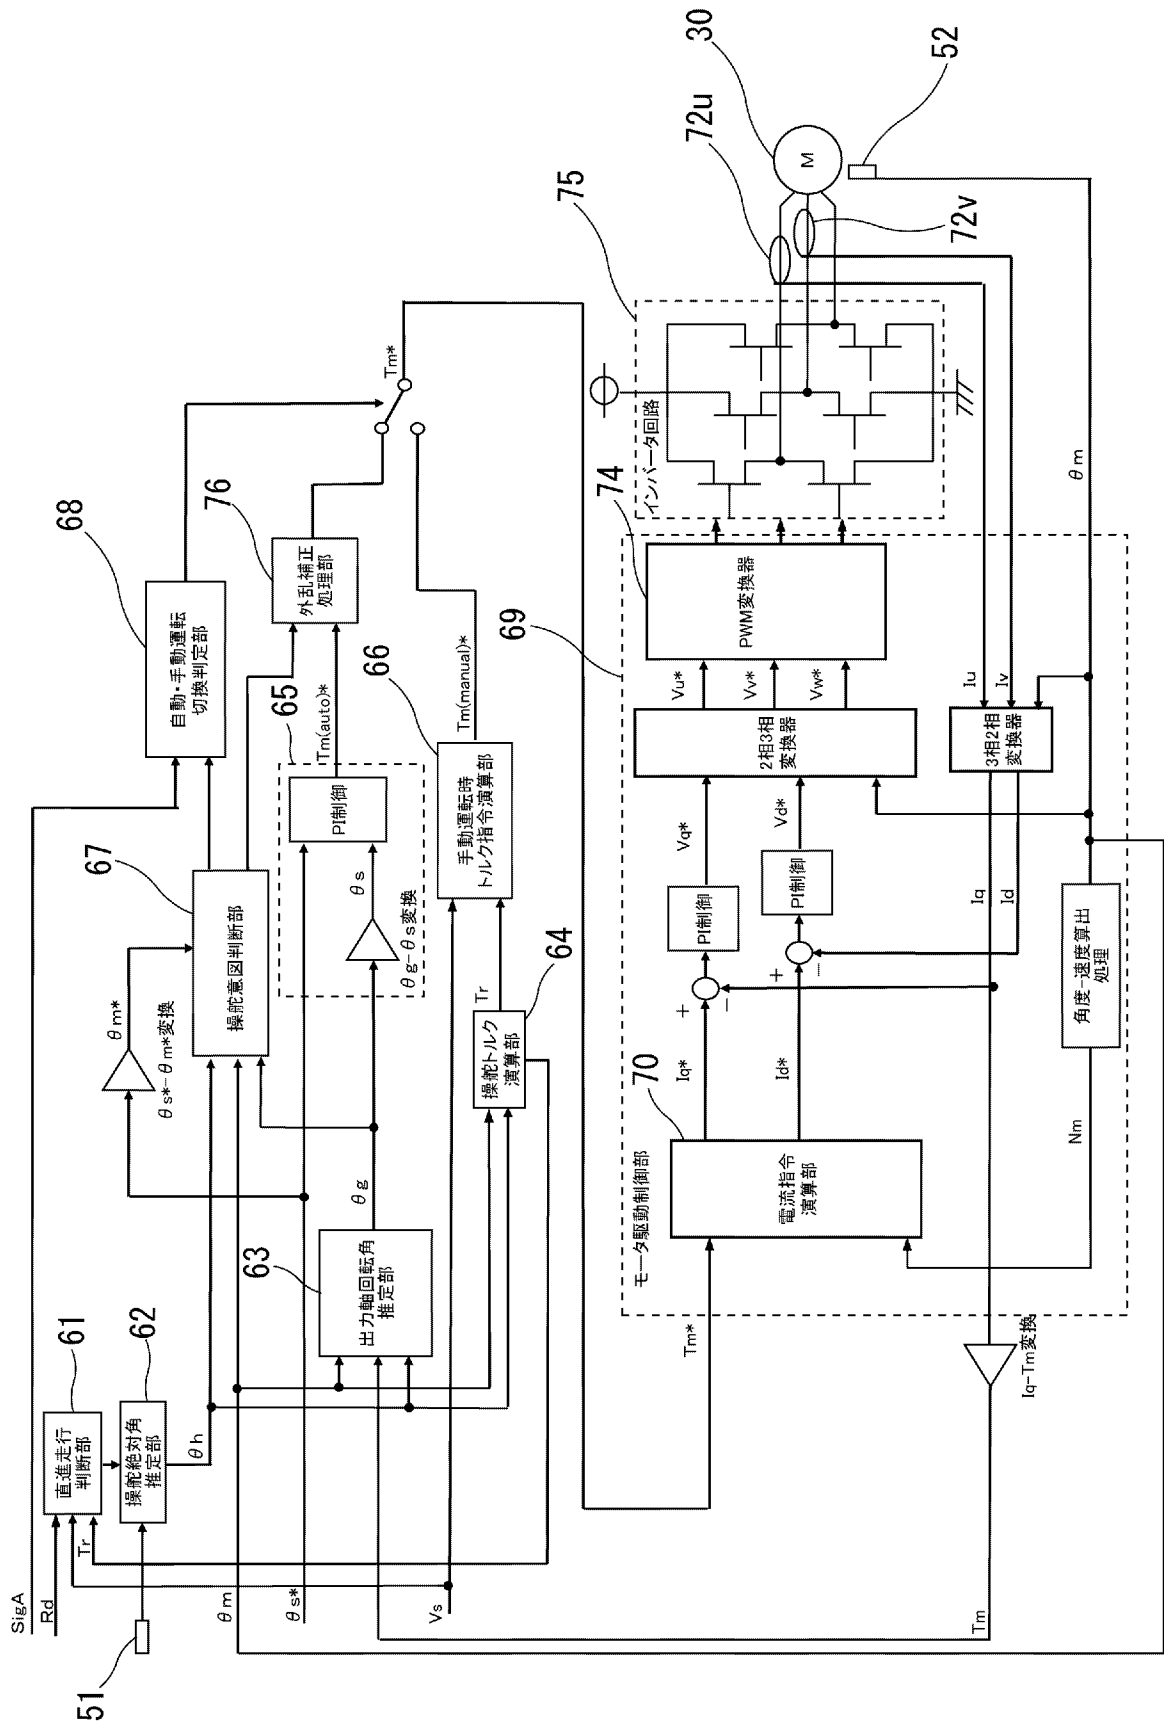 SigA
Rd
51
61
直進走行
判断部
62
操舵絶対角
推定部
Tr
θh
θm
θs*
Vs
θm*
θs*-θm*変換
67
操舵意図判断部
68
自動・手動運転
切換判定部
63
出力軸回転角
推定部
θg
65
PI制御
θs
θg-θs変換
Tm(auto)*
76
外乱補正
処理部
64
操舵トルク
演算部
Tr
66
手動運転時
トルク指令演算部
Tm(manual)*
Tm*
Tm*
69
モータ駆動制御部
70
電流指令
演算部
Iq*
Id*
+
−
+
−
PI制御
PI制御
Vq*
Vd*
2相3相
変換器
Vu*
Vv*
Vw*
74
PWM変換器
75
インバータ回路
72u
72v
30
M
52
θm
Iu
Iv
3相2相
変換器
Iq
Id
角度-速度算出
処理
Nm
Iq-Tm変換
Tm